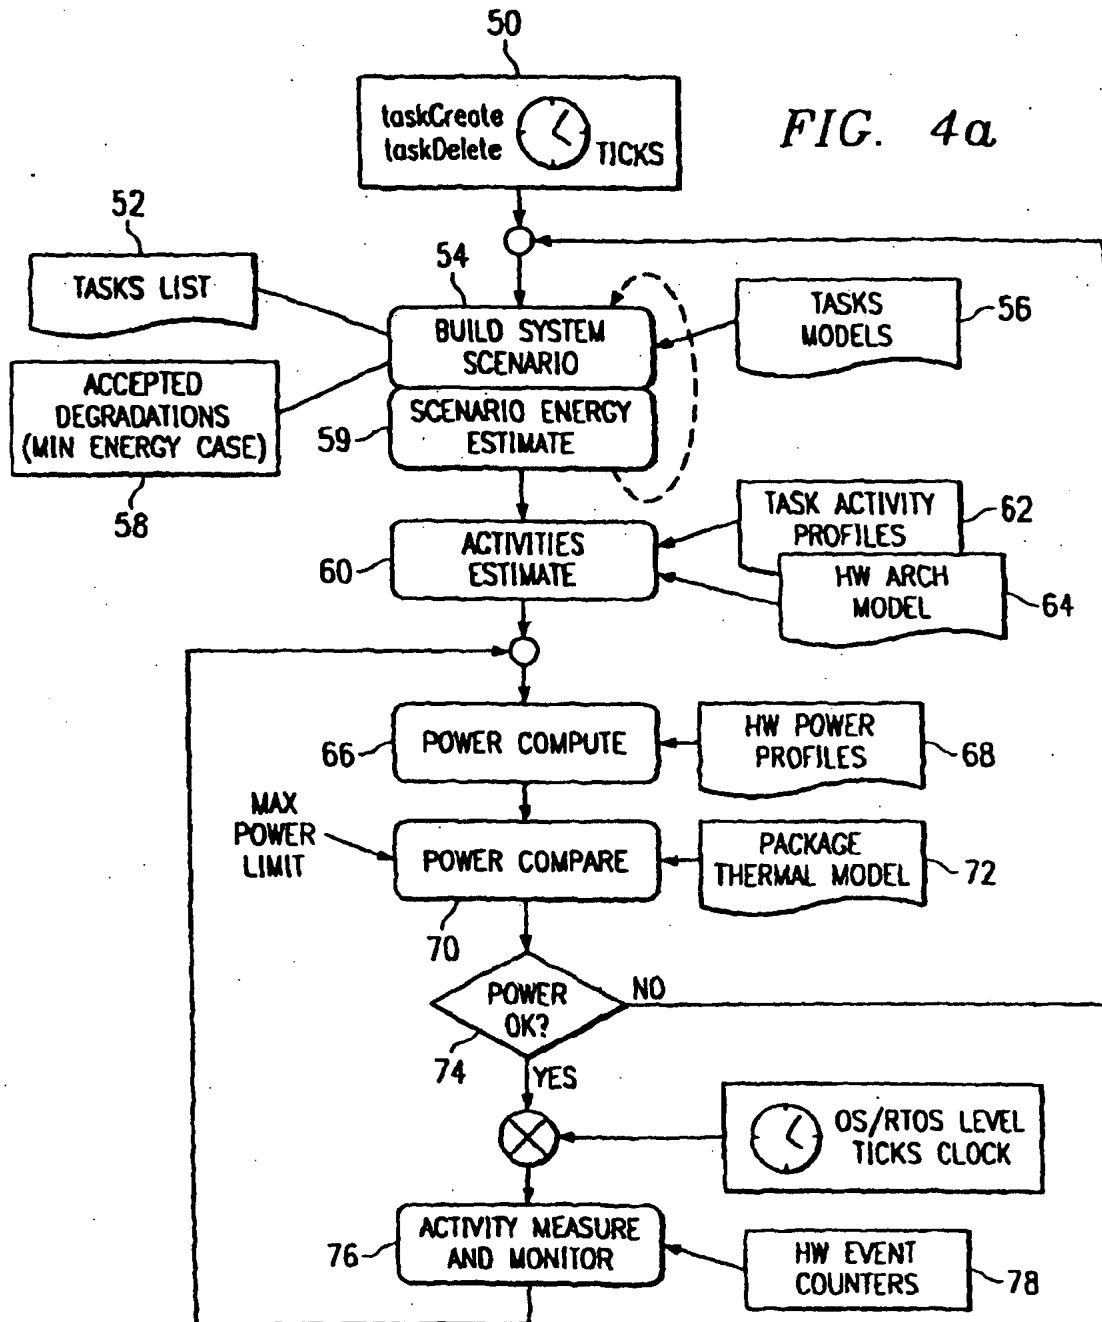 50
taskCreate
taskDelete
TICKS
FIG. 4a
52
TASKS LIST
54
BUILD SYSTEM
SCENARIO
TASKS
MODELS
56
ACCEPTED
DEGRADATIONS
(MIN ENERGY CASE)
58
59
SCENARIO ENERGY
ESTIMATE
60
ACTIVITIES
ESTIMATE
TASK ACTIVITY
PROFILES
62
HW ARCH
MODEL
64
66
POWER COMPUTE
HW POWER
PROFILES
68
MAX
POWER
LIMIT
POWER COMPARE
70
PACKAGE
THERMAL MODEL
72
POWER
OK?
74
NO
YES
OS/RTOS LEVEL
TICKS CLOCK
76
ACTIVITY MEASURE
AND MONITOR
HW EVENT
COUNTERS
78